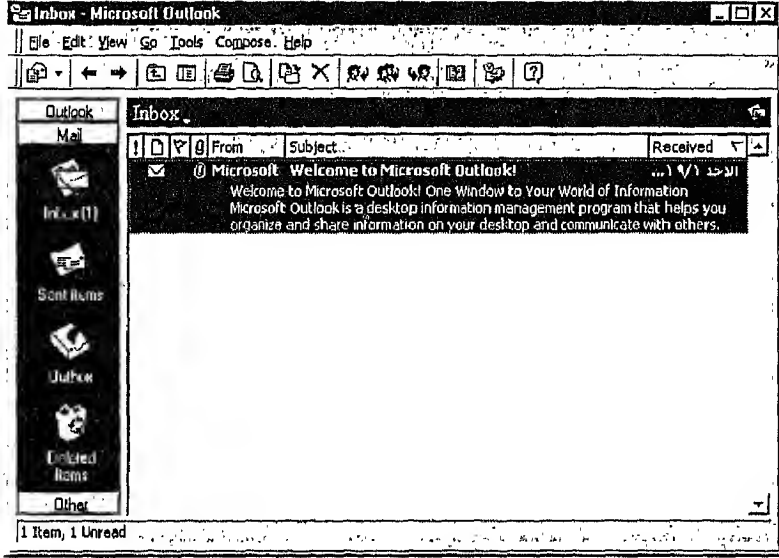 Inbox - Microsoft Outlook
File Edit View Go Tools Compose Help
Outlook
Mail
Inbox (1)
Sent Items
Outbox
Deleted Items
Other
Inbox
From Subject Received
Microsoft Welcome to Microsoft Outlook! الاحد
Welcome to Microsoft Outlook! One Window to Your World of Information
Microsoft Outlook is a desktop information management program that helps you
organize and share information on your desktop and communicate with others.
1 Item, 1 Unread